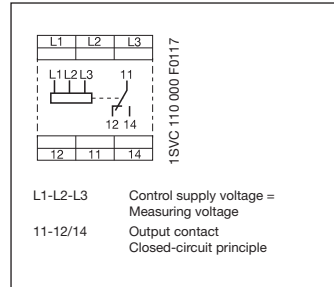 L1 L2 L3
L1 L2 L3 11
12 14
12 11 14
1SVC 110 000 F0117
L1-L2-L3 Control supply voltage =
Measuring voltage
11-12/14 Output contact
Closed-circuit principle